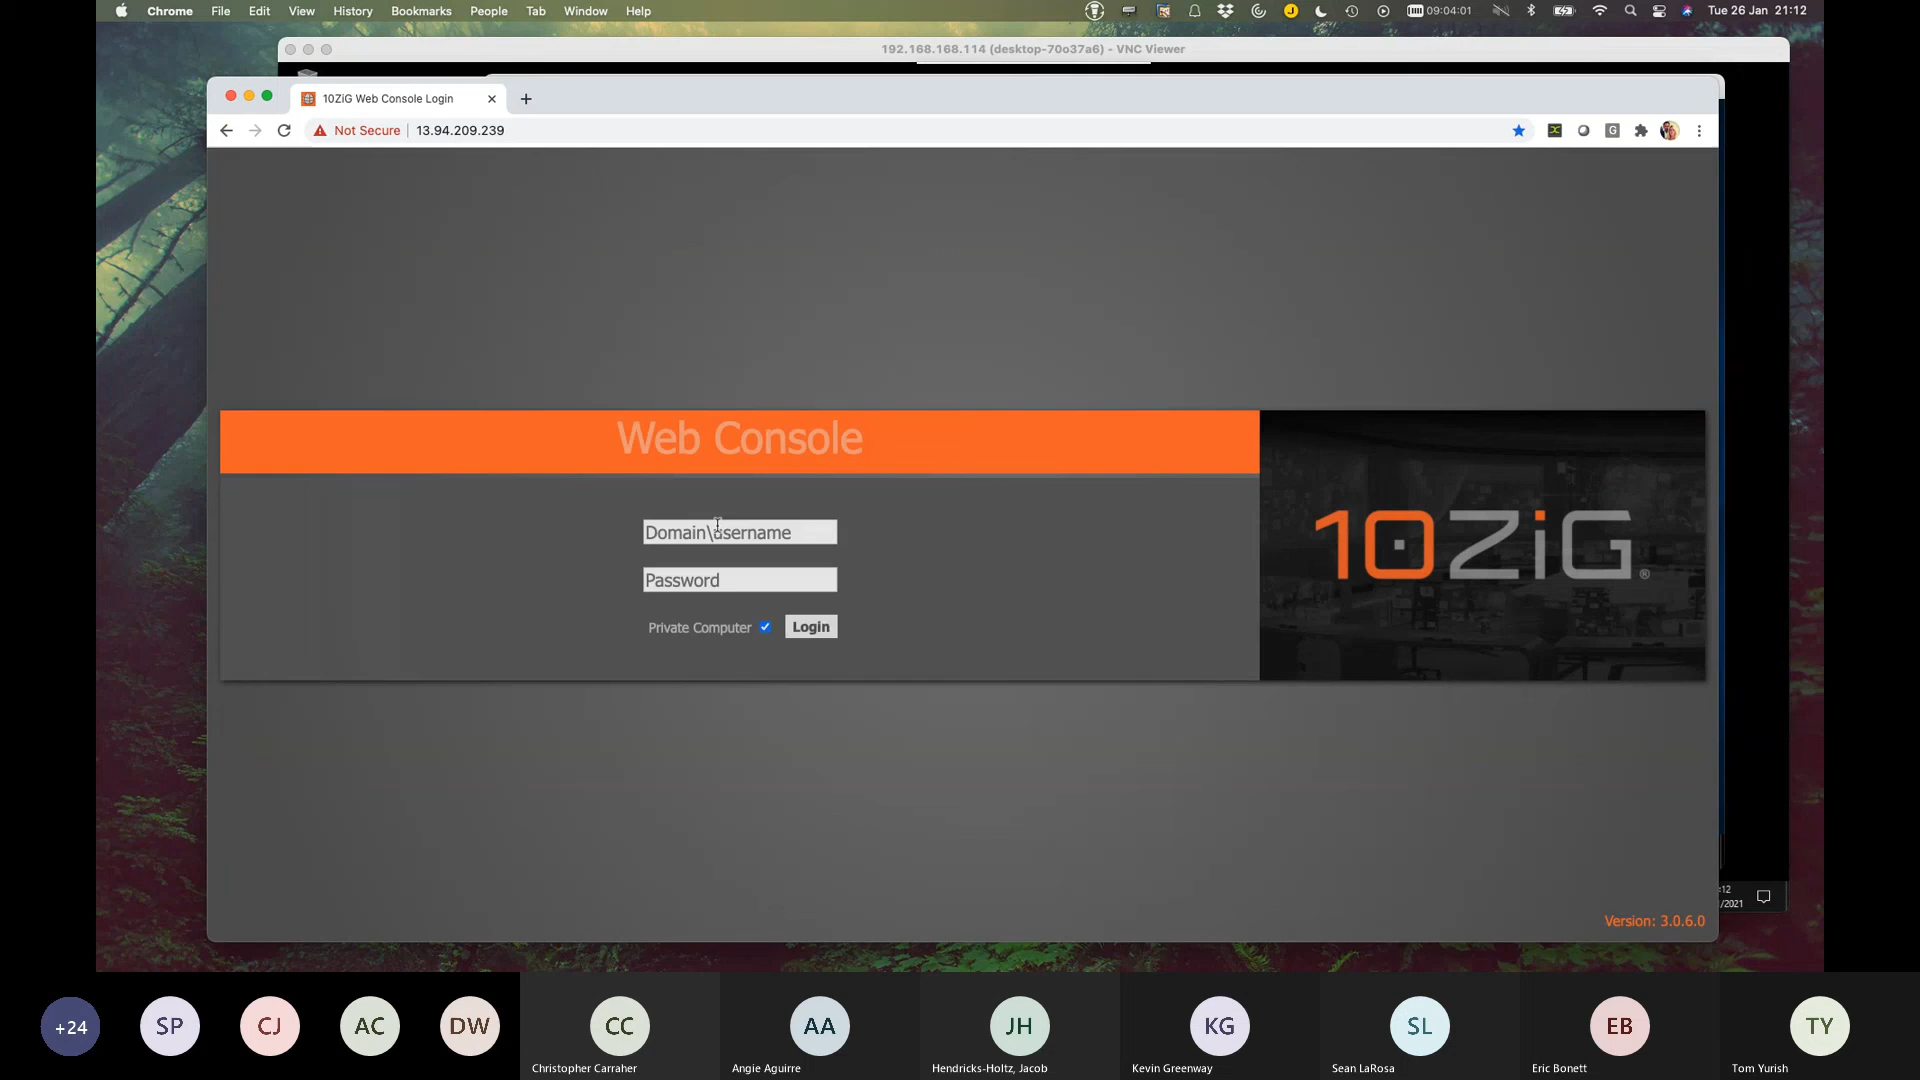 Chrome File Edit View History Bookmarks People Tab Window Help
09:04:01
Tue 26 Jan 21:12
192.168.168.114 (desktop-70o37a6) - VNC Viewer
10ZiG Web Console Login
Not Secure 13.94.209.239
Web Console
Domain\username
Password
Private Computer Login
10ZiG®
:12
/2021
Version: 3.0.6.0
+24 SP CJ AC DW CC AA JH KG SL EB TY
Christopher Carraher Angie Aguirre Hendricks-Holtz, Jacob Kevin Greenway Sean LaRosa Eric Bonett Tom Yurish